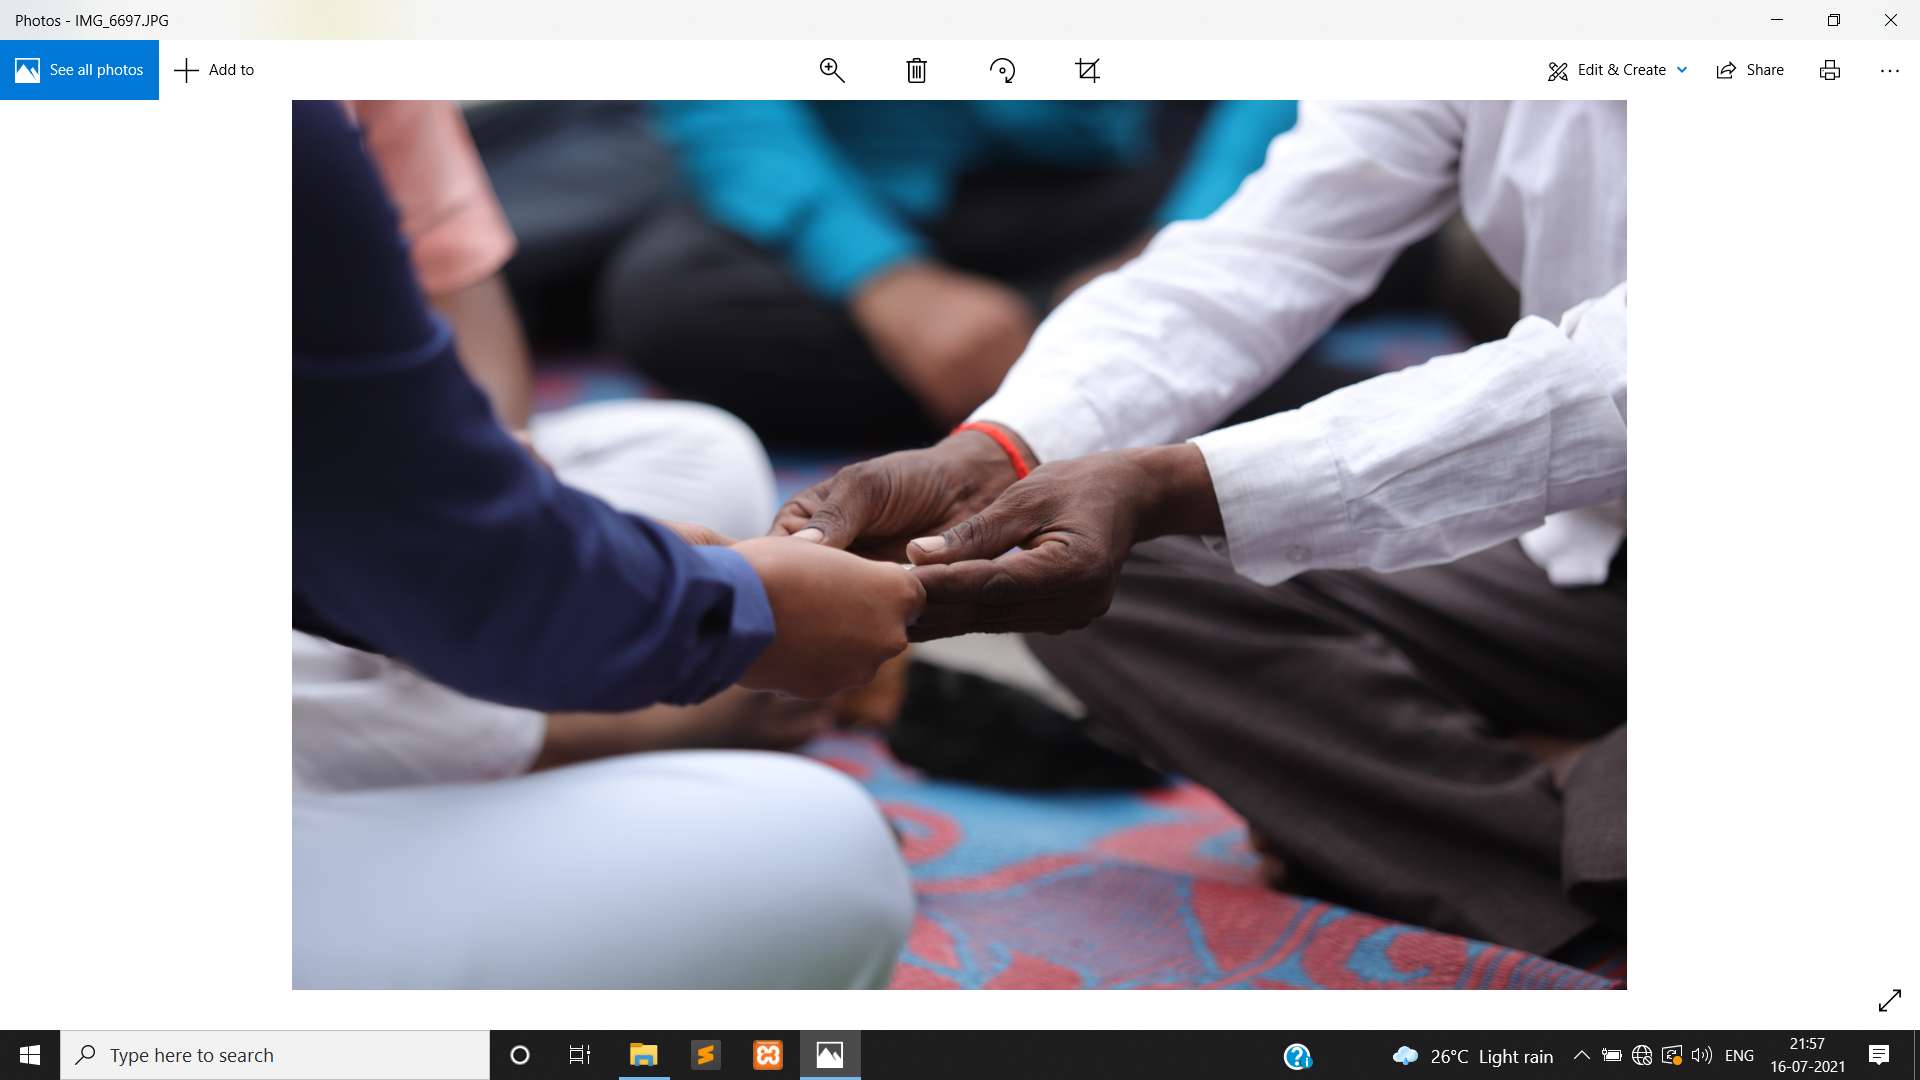 Photos - IMG_6697.JPG
See all photos
Add to
Edit & Create
Share
Type here to search
26°C Light rain
ENG
21:57
16-07-2021